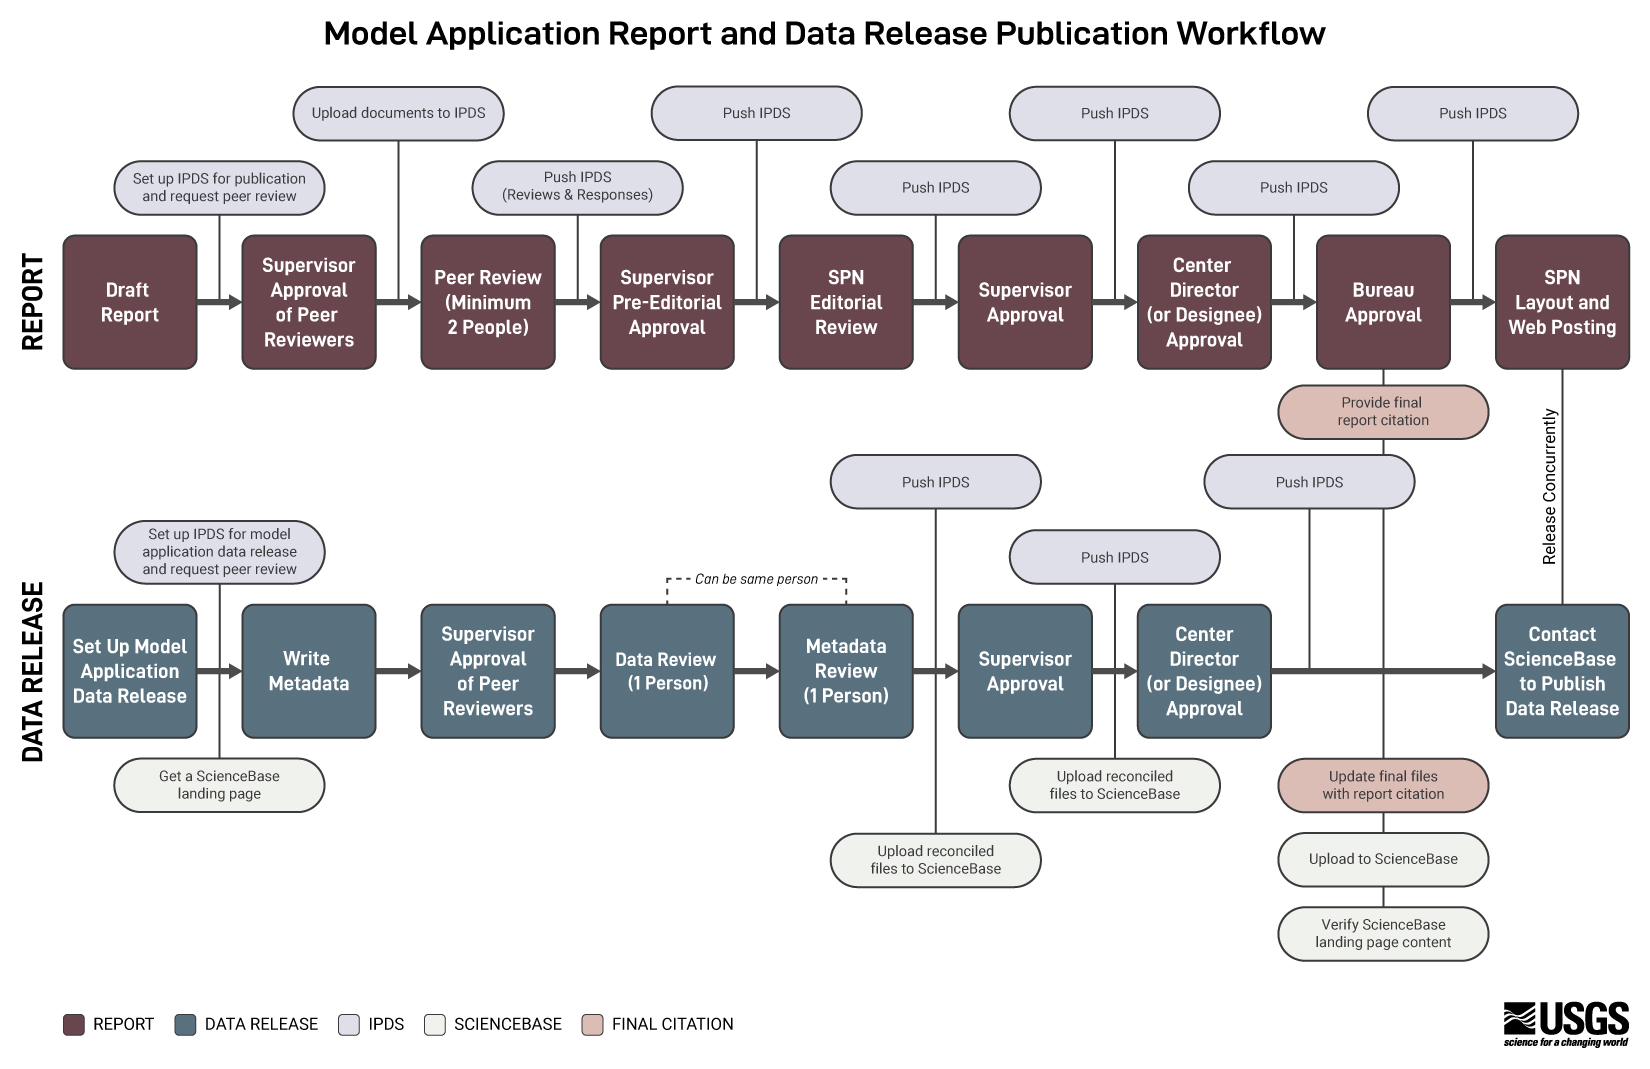 Model Application Report and Data Release Publication Workflow
Upload documents to IPDS
Push IPDS
Push IPDS
Push IPDS
Set up IPDS for publication
and request peer review
Push IPDS
(Reviews & Responses)
Push IPDS
Push IPDS
REPORT
Draft
Report
Supervisor
Approval
of Peer
Reviewers
Peer Review
(Minimum
2 People)
Supervisor
Pre-Editorial
Approval
SPN
Editorial
Review
Supervisor
Approval
Center
Director
(or Designee)
Approval
Bureau
Approval
SPN
Layout and
Web Posting
Provide final
report citation
Release Concurrently
Push IPDS
Push IPDS
Set up IPDS for model
application data release
and request peer review
Push IPDS
Can be same person
DATA RELEASE
Set Up Model
Application
Data Release
Write
Metadata
Supervisor
Approval
of Peer
Reviewers
Data Review
(1 Person)
Metadata
Review
(1 Person)
Supervisor
Approval
Center
Director
(or Designee)
Approval
Contact
ScienceBase
to Publish
Data Release
Get a ScienceBase
landing page
Upload reconciled
files to ScienceBase
Update final files
with report citation
Upload reconciled
files to ScienceBase
Upload to ScienceBase
Verify ScienceBase
landing page content
REPORT
DATA RELEASE
IPDS
SCIENCEBASE
FINAL CITATION
USGS
science for a changing world